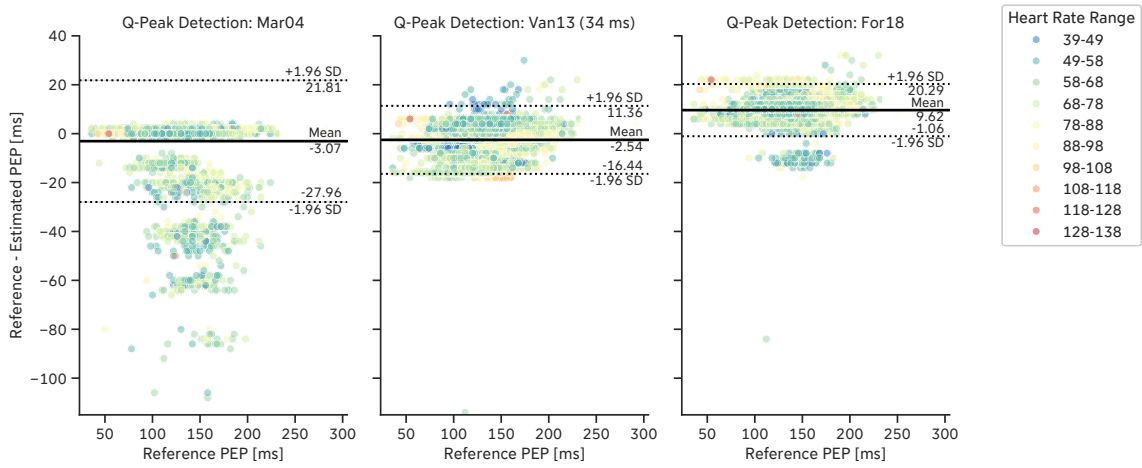 Q-Peak Detection: Mar04
Q-Peak Detection: Van13 (34 ms)
Q-Peak Detection: For18
Reference - Estimated PEP [ms]
40
20
0
−20
−40
−60
−80
−100
+1.96 SD
21.81
Mean
-3.07
-27.96
-1.96 SD
50 100 150 200 250 300
Reference PEP [ms]
+1.96 SD
11.36
Mean
-2.54
-16.44
-1.96 SD
50 100 150 200 250 300
Reference PEP [ms]
+1.96 SD
20.29
Mean
9.62
-1.06
-1.96 SD
50 100 150 200 250 300
Reference PEP [ms]
Heart Rate Range
39-49
49-58
58-68
68-78
78-88
88-98
98-108
108-118
118-128
128-138